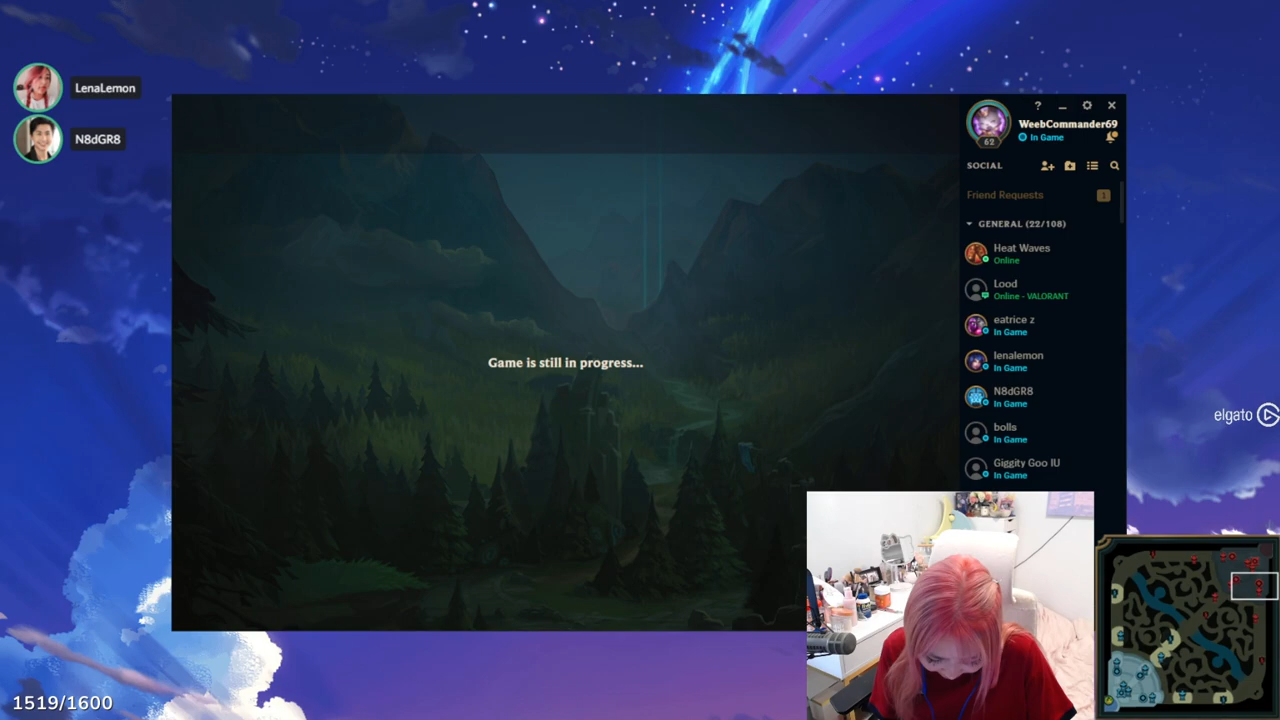 LenaLemon
N8dGR8
?
WeebCommander69
62
In Game
SOCIAL
Friend Requests
1
GENERAL (22/108)
Heat Waves
Online
Lood
Online - VALORANT
eatrice z
In Game
lenalemon
In Game
N8dGR8
In Game
bolls
In Game
Giggity Goo IU
In Game
Game is still in progress...
elgato
1519/1600